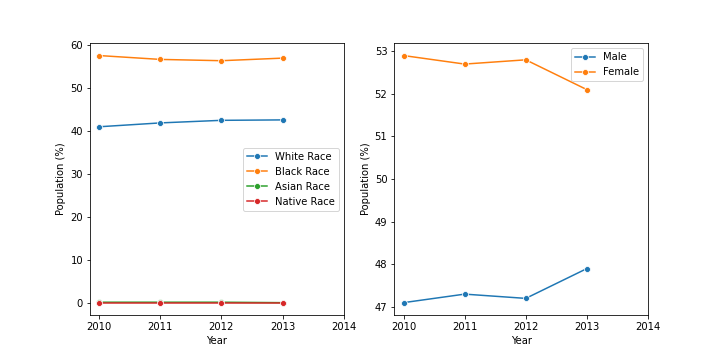 60
50
40
30
20
10
0
Population (%)
2010 2011 2012 2013 2014
Year
White Race
Black Race
Asian Race
Native Race
53
52
51
50
49
48
47
Population (%)
2010 2011 2012 2013 2014
Year
Male
Female